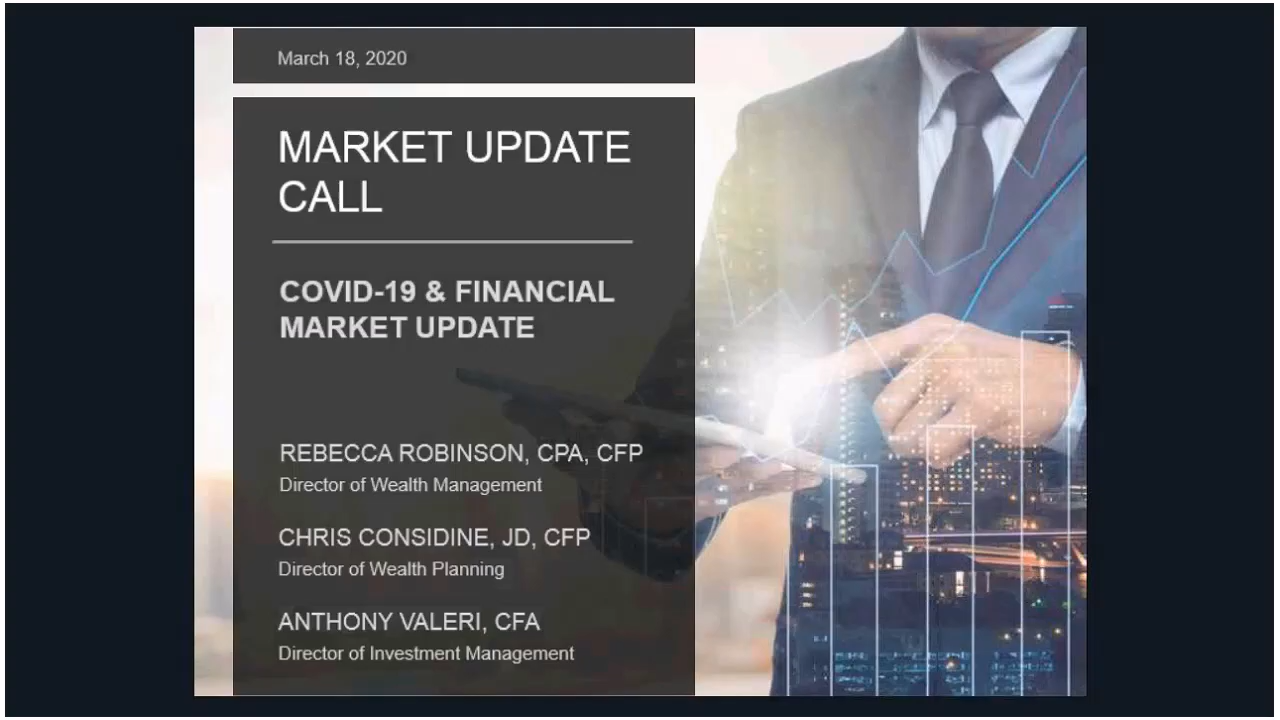 March 18, 2020
MARKET UPDATE
CALL
COVID-19 & FINANCIAL
MARKET UPDATE
REBECCA ROBINSON, CPA, CFP
Director of Wealth Management
CHRIS CONSIDINE, JD, CFP
Director of Wealth Planning
ANTHONY VALERI, CFA
Director of Investment Management